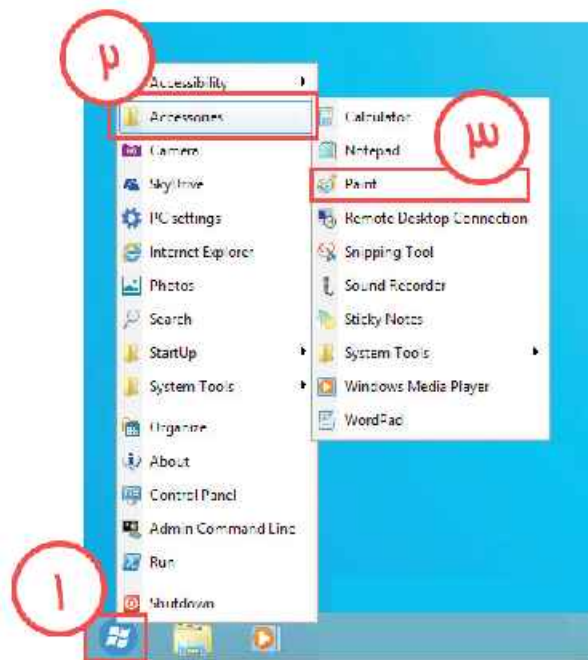 ۲
Accessibility
Accessories
Camera
SkyDrive
PC settings
Internet Explorer
Photos
Search
StartUp
System Tools
Organize
About
Control Panel
Admin Command Line
Run
Shutdown
۳
Calculator
Notepad
Paint
Remote Desktop Connection
Snipping Tool
Sound Recorder
Sticky Notes
System Tools
Windows Media Player
WordPad
۱